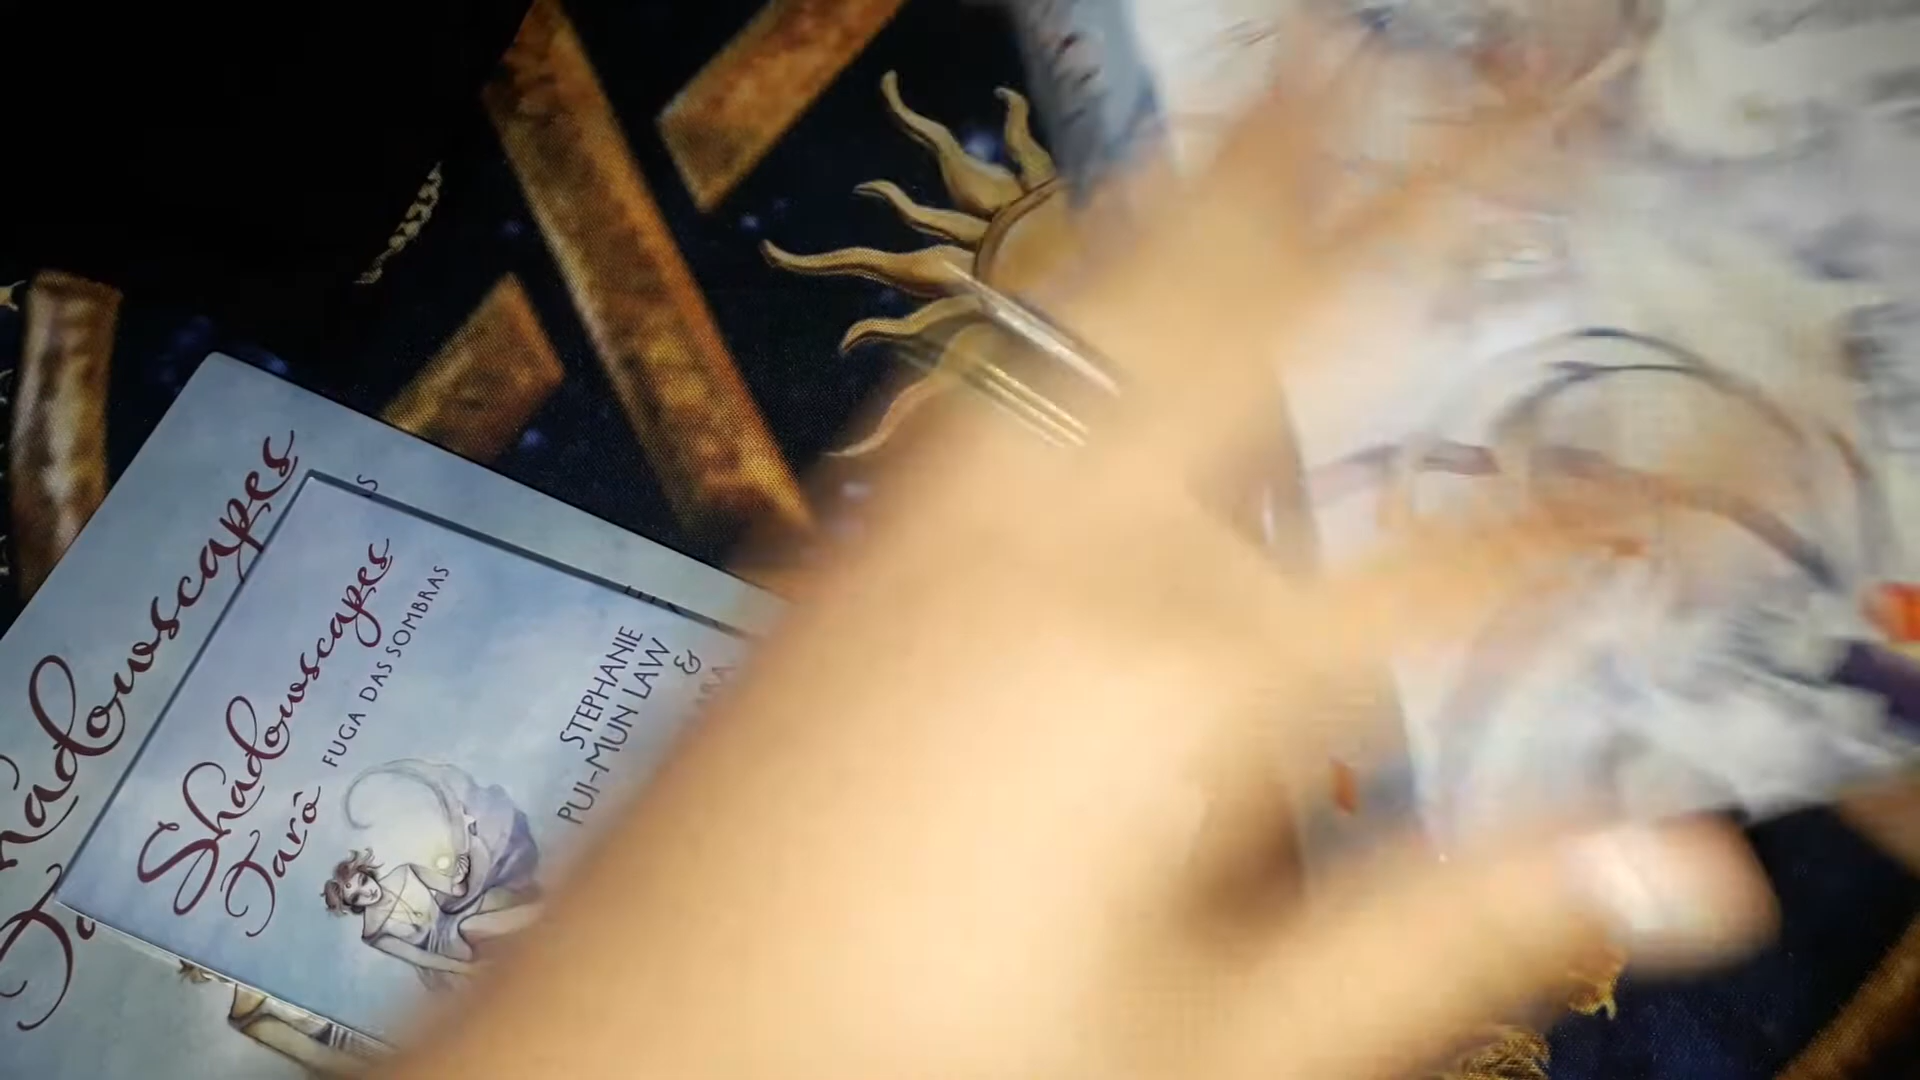 Shadowscapes
Shadowscapes
Tarô
FUGA DAS SOMBRAS
STEPHANIE
PUI-MUN LAW
&